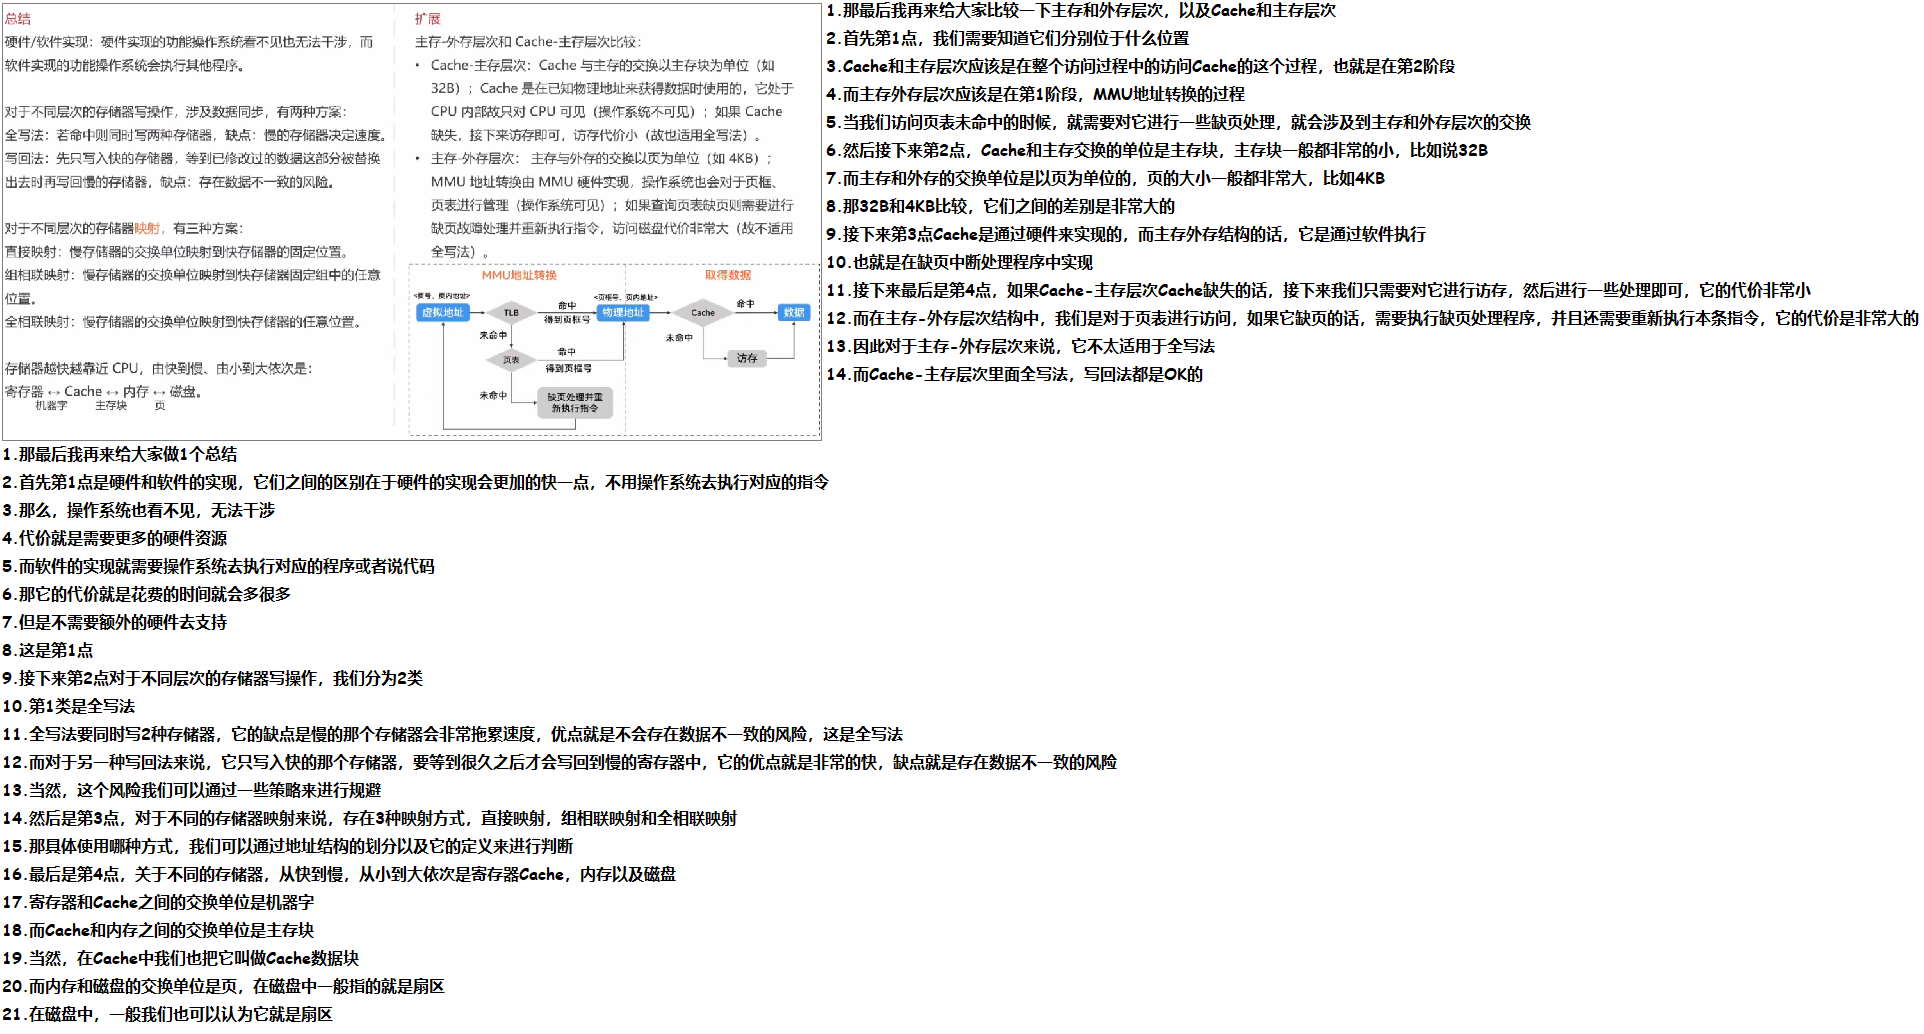 总结
硬件/软件实现：硬件实现的功能操作系统看不见也无法干涉，而
软件实现的功能操作系统会执行其他程序。
对于不同层次的存储器写操作，涉及数据同步，有两种方案：
全写法：若命中则同时写两种存储器，缺点：慢的存储器决定速度。
写回法：先只写入快的存储器，等到已修改过的数据这部分被替换
出去时再写回慢的存储器，缺点：存在数据不一致的风险。
对于不同层次的存储器映射，有三种方案：
直接映射：慢存储器的交换单位映射到快存储器的固定位置。
组相联映射：慢存储器的交换单位映射到快存储器固定组中的任意
位置。
全相联映射：慢存储器的交换单位映射到快存储器的任意位置。
存储器越快越靠近 CPU，由快到慢、由小到大依次是：
寄存器 ↔ Cache ↔ 内存 ↔ 磁盘。
机器字 主存块 页
扩展
主存-外存层次和 Cache-主存层次比较：
• Cache-主存层次：Cache 与主存的交换以主存块为单位（如
32B）；Cache 是在已知物理地址来获得数据时使用的，它处于
CPU 内部故只对 CPU 可见（操作系统不可见）；如果 Cache
缺失，接下来访存即可，访存代价小（故也适用全写法）。
• 主存-外存层次： 主存与外存的交换以页为单位（如 4KB）；
MMU 地址转换由 MMU 硬件实现，操作系统也会对于页框、
页表进行管理（操作系统可见）；如果查询页表缺页则需要进行
缺页故障处理并重新执行指令，访问磁盘代价非常大（故不适用
全写法）。
MMU地址转换 取得数据
<页号、页内地址> 命中 <页框号、页内地址> 命中
虚拟地址 TLB 得到页框号 物理地址 Cache 数据
未命中 未命中
页表 命中 得到页框号 访存
未命中 缺页处理并重
新执行指令
1.那最后我再来给大家比较一下主存和外存层次，以及Cache和主存层次
2.首先第1点，我们需要知道它们分别位于什么位置
3.Cache和主存层次应该是在整个访问过程中的访问Cache的这个过程，也就是在第2阶段
4.而主存外存层次应该是在第1阶段，MMU地址转换的过程
5.当我们访问页表未命中的时候，就需要对它进行一些缺页处理，就会涉及到主存和外存层次的交换
6.然后接下来第2点，Cache和主存交换的单位是主存块，主存块一般都非常的小，比如说32B
7.而主存和外存的交换单位是以页为单位的，页的大小一般都非常大，比如4KB
8.那32B和4KB比较，它们之间的差别是非常大的
9.接下来第3点Cache是通过硬件来实现的，而主存外存结构的话，它是通过软件执行
10.也就是在缺页中断处理程序中实现
11.接下来最后是第4点，如果Cache-主存层次Cache缺失的话，接下来我们只需要对它进行访存，然后进行一些处理即可，它的代价非常小
12.而在主存-外存层次结构中，我们是对于页表进行访问，如果它缺页的话，需要执行缺页处理程序，并且还需要重新执行本条指令，它的代价是非常大的
13.因此对于主存-外存层次来说，它不太适用于全写法
14.而Cache-主存层次里面全写法，写回法都是OK的
1.那最后我再来给大家做1个总结
2.首先第1点是硬件和软件的实现，它们之间的区别在于硬件的实现会更加的快一点，不用操作系统去执行对应的指令
3.那么，操作系统也看不见，无法干涉
4.代价就是需要更多的硬件资源
5.而软件的实现就需要操作系统去执行对应的程序或者说代码
6.那它的代价就是花费的时间就会多很多
7.但是不需要额外的硬件去支持
8.这是第1点
9.接下来第2点对于不同层次的存储器写操作，我们分为2类
10.第1类是全写法
11.全写法要同时写2种存储器，它的缺点是慢的那个存储器会非常拖累速度，优点就是不会存在数据不一致的风险，这是全写法
12.而对于另一种写回法来说，它只写入快的那个存储器，要等到很久之后才会写回到慢的寄存器中，它的优点就是非常的快，缺点就是存在数据不一致的风险
13.当然，这个风险我们可以通过一些策略来进行规避
14.然后是第3点，对于不同的存储器映射来说，存在3种映射方式，直接映射，组相联映射和全相联映射
15.那具体使用哪种方式，我们可以通过地址结构的划分以及它的定义来进行判断
16.最后是第4点，关于不同的存储器，从快到慢，从小到大依次是寄存器Cache，内存以及磁盘
17.寄存器和Cache之间的交换单位是机器字
18.而Cache和内存之间的交换单位是主存块
19.当然，在Cache中我们也把它叫做Cache数据块
20.而内存和磁盘的交换单位是页，在磁盘中一般指的就是扇区
21.在磁盘中，一般我们也可以认为它就是扇区